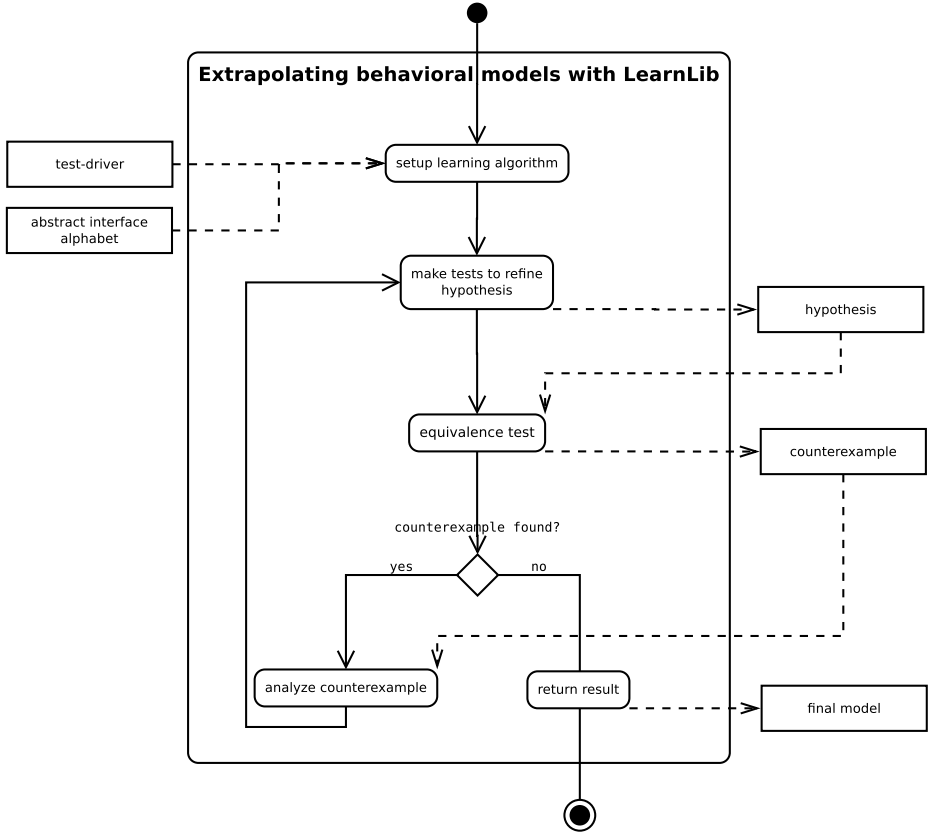 Extrapolating behavioral models with LearnLib
test-driver
setup learning algorithm
abstract interface
alphabet
make tests to refine
hypothesis
hypothesis
equivalence test
counterexample
counterexample found?
yes
no
analyze counterexample
return result
final model